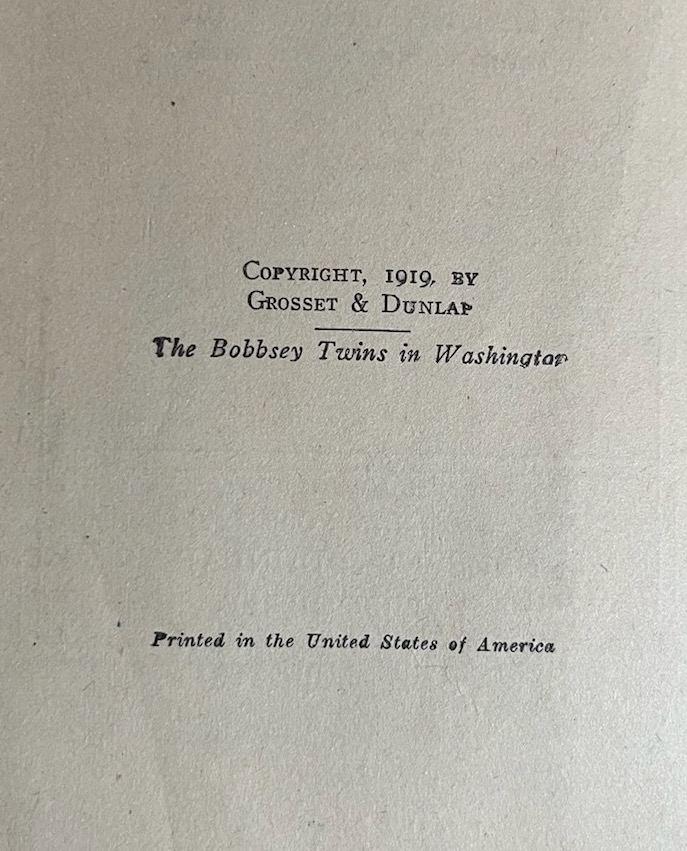 Copyright, 1919, by
Grosset & Dunlap
The Bobbsey Twins in Washington
Printed in the United States of America